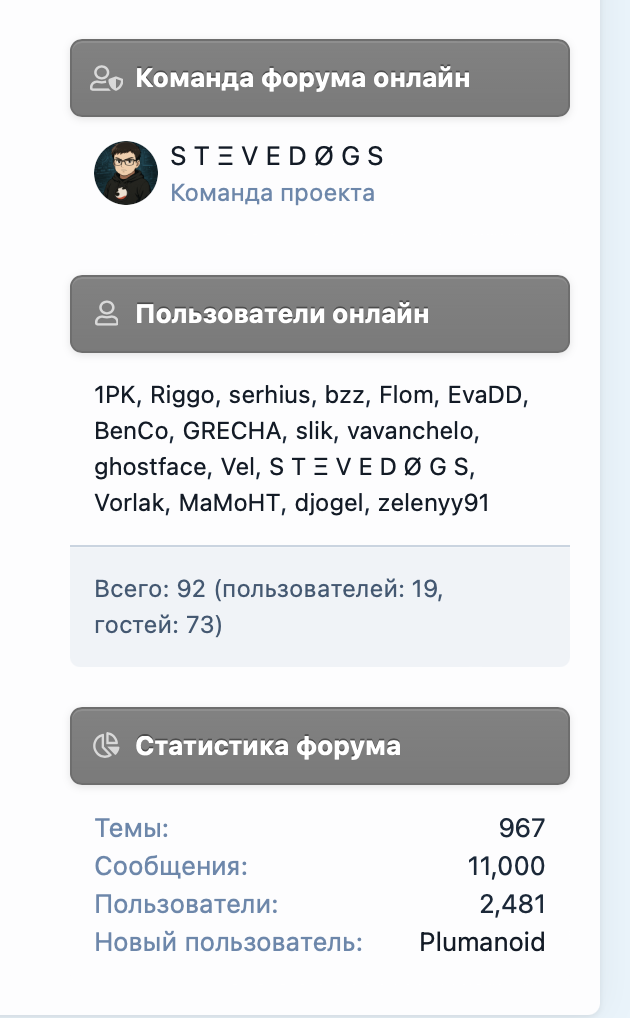 Команда форума онлайн
S T Ξ V E D Ø G S
Команда проекта
Пользователи онлайн
1PK, Riggo, serhius, bzz, Flom, EvaDD,
BenCo, GRECHA, slik, vavanchelo,
ghostface, Vel, S T Ξ V E D Ø G S,
Vorlak, MaMoHT, djogel, zelenyy91
Всего: 92 (пользователей: 19,
гостей: 73)
Статистика форума
Темы: 967
Сообщения: 11,000
Пользователи: 2,481
Новый пользователь: Plumanoid